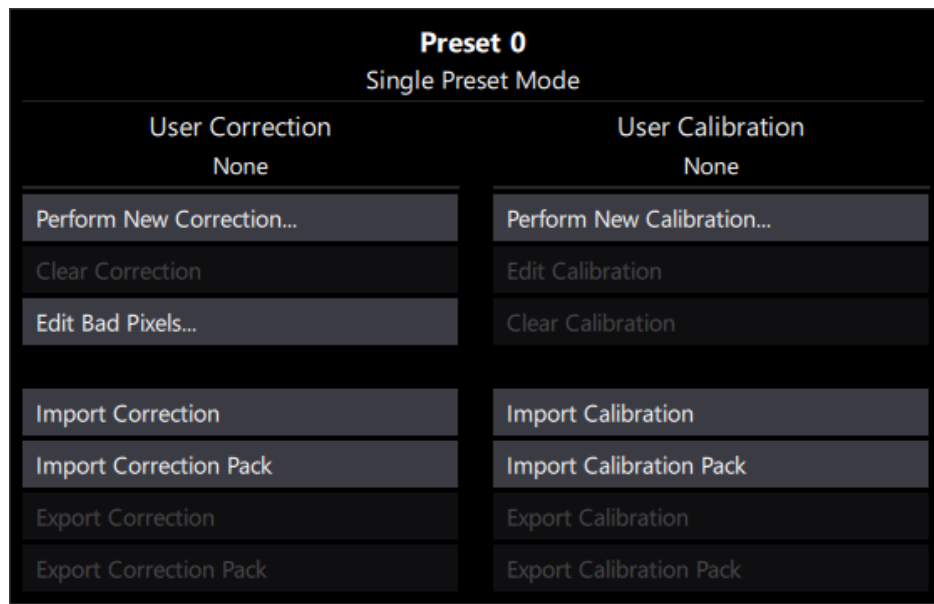 Preset 0
Single Preset Mode
User Correction
None
Perform New Correction...
Clear Correction
Edit Bad Pixels...
Import Correction
Import Correction Pack
Export Correction
Export Correction Pack
User Calibration
None
Perform New Calibration...
Edit Calibration
Clear Calibration
Import Calibration
Import Calibration Pack
Export Calibration
Export Calibration Pack